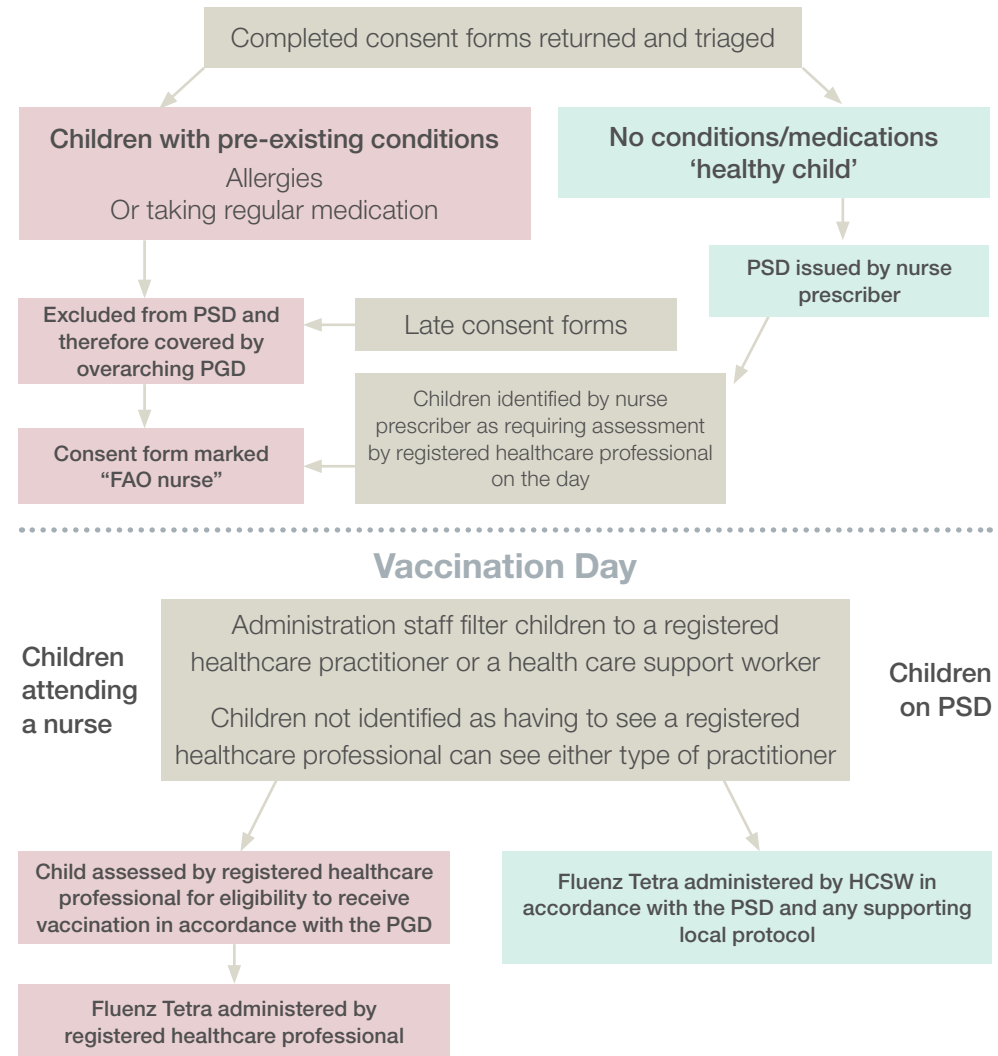 Completed consent forms returned and triaged
Children with pre-existing conditions
Allergies
Or taking regular medication
No conditions/medications
‘healthy child’
PSD issued by nurse
prescriber
Excluded from PSD and
therefore covered by
overarching PGD
Late consent forms
Children identified by nurse
prescriber as requiring assessment
by registered healthcare professional
on the day
Consent form marked
“FAO nurse”
Vaccination Day
Children
attending
a nurse
Administration staff filter children to a registered
healthcare practitioner or a health care support worker
Children not identified as having to see a registered
healthcare professional can see either type of practitioner
Children
on PSD
Child assessed by registered healthcare
professional for eligibility to receive
vaccination in accordance with the PGD
Fluenz Tetra administered by HCSW in
accordance with the PSD and any supporting
local protocol
Fluenz Tetra administered by
registered healthcare professional